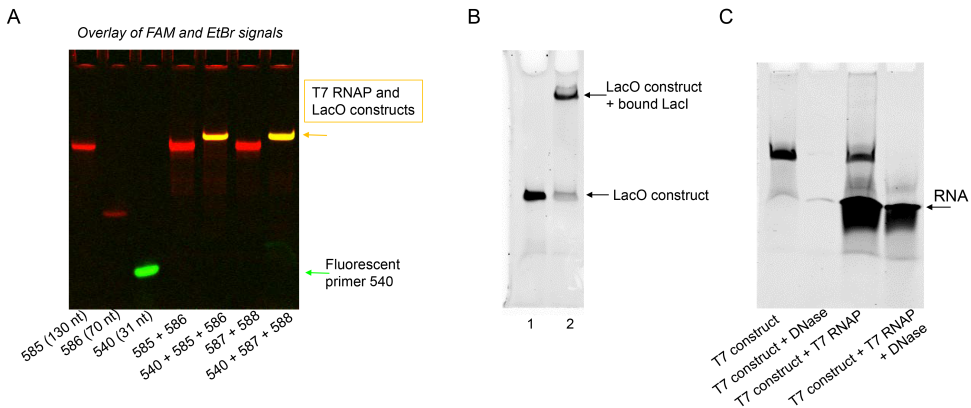 A
Overlay of FAM and EtBr signals
T7 RNAP and
LacO constructs
Fluorescent
primer 540
585 (130 nt)
586 (70 nt)
540 (31 nt)
585 + 586
540 + 585 + 586
587 + 588
540 + 587 + 588
B
LacO construct
+ bound LacI
LacO construct
1 2
C
RNA
T7 construct
T7 construct + DNase
T7 construct + T7 RNAP
T7 construct + T7 RNAP
+ DNase